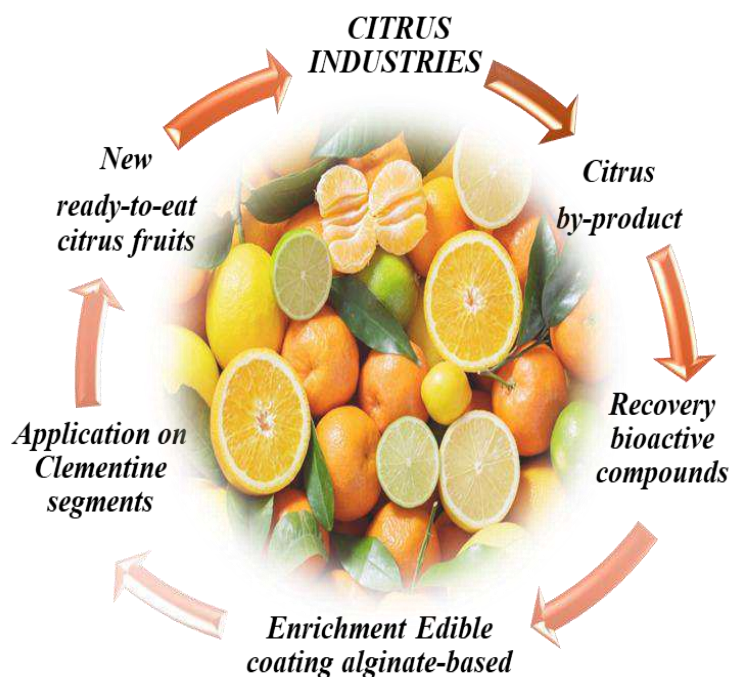 CITRUS
INDUSTRIES
Citrus
by-product
Recovery
bioactive
compounds
Enrichment Edible
coating alginate-based
Application on
Clementine
segments
New
ready-to-eat
citrus fruits